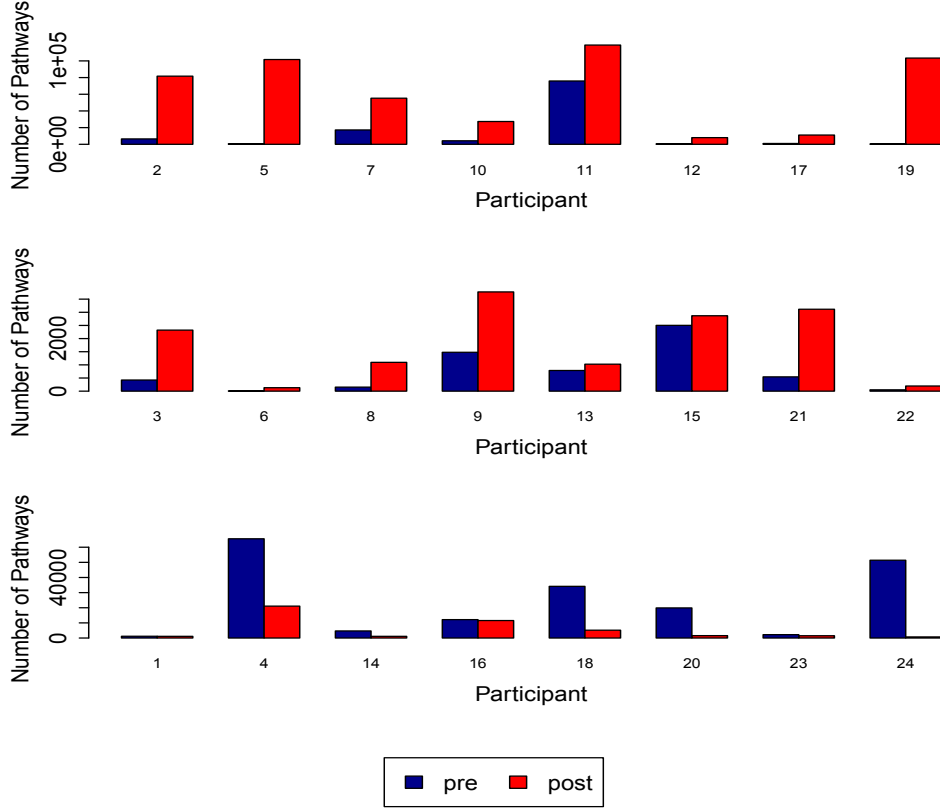 Number of Pathways
0e+00 1e+05
2 5 7 10 11 12 17 19
Participant
Number of Pathways
0 2000
3 6 8 9 13 15 21 22
Participant
Number of Pathways
0 40000
1 4 14 16 18 20 23 24
Participant
pre post